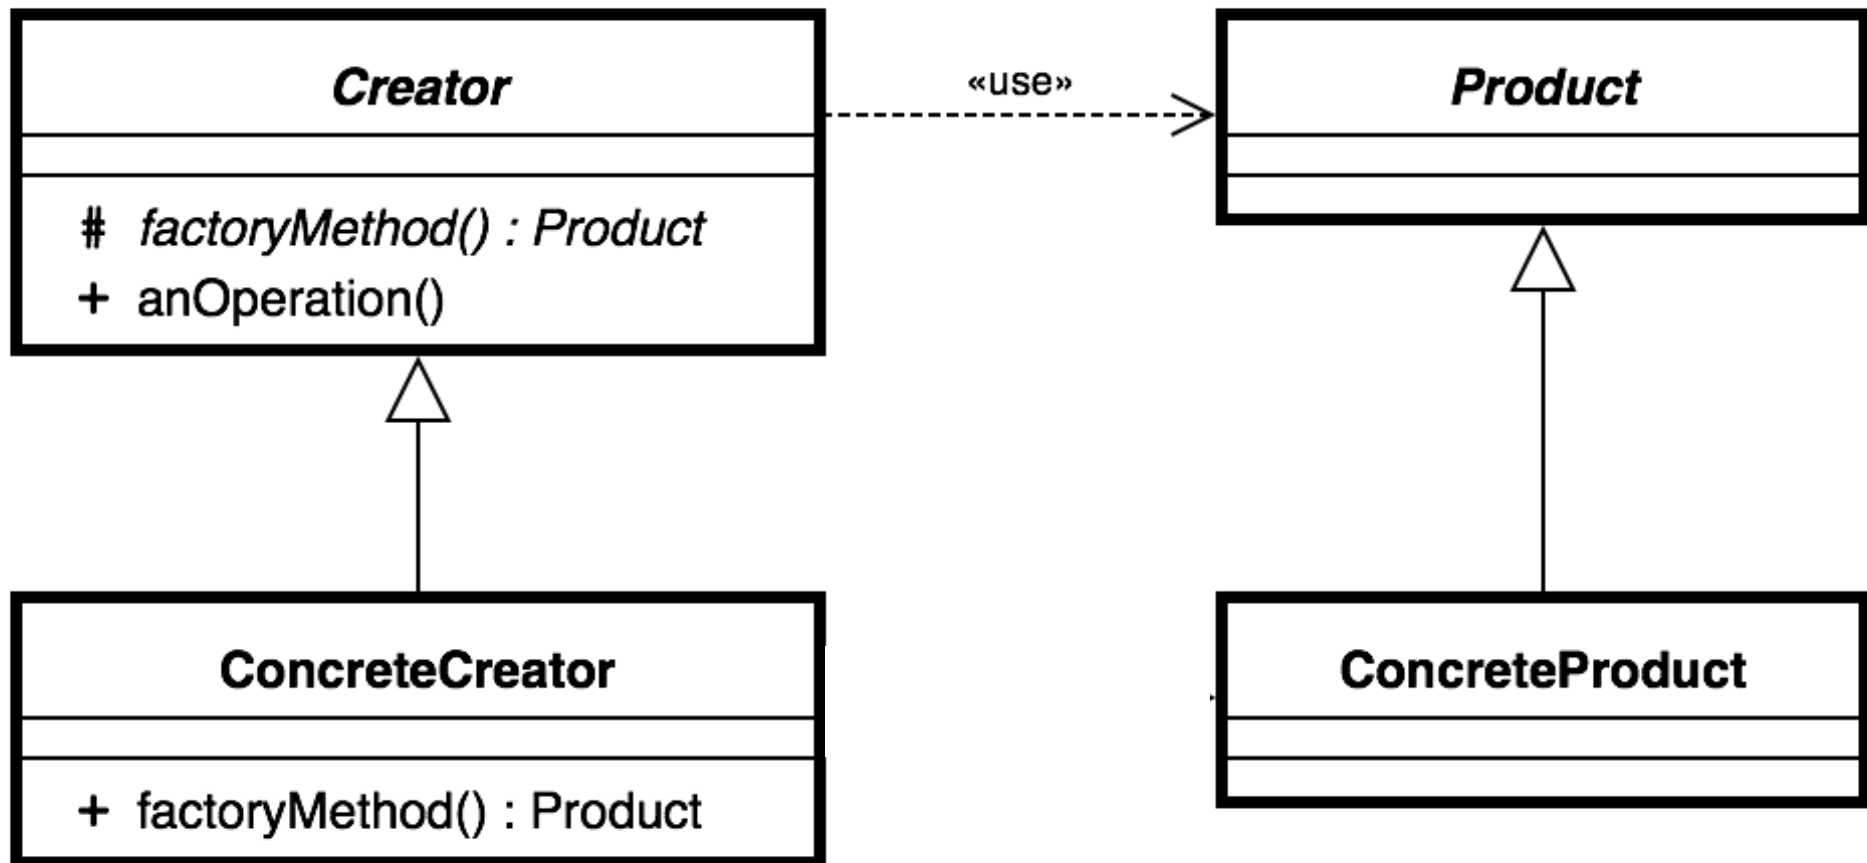 Creator
«use»
Product
# factoryMethod() : Product
+ anOperation()
ConcreteCreator
ConcreteProduct
+ factoryMethod() : Product